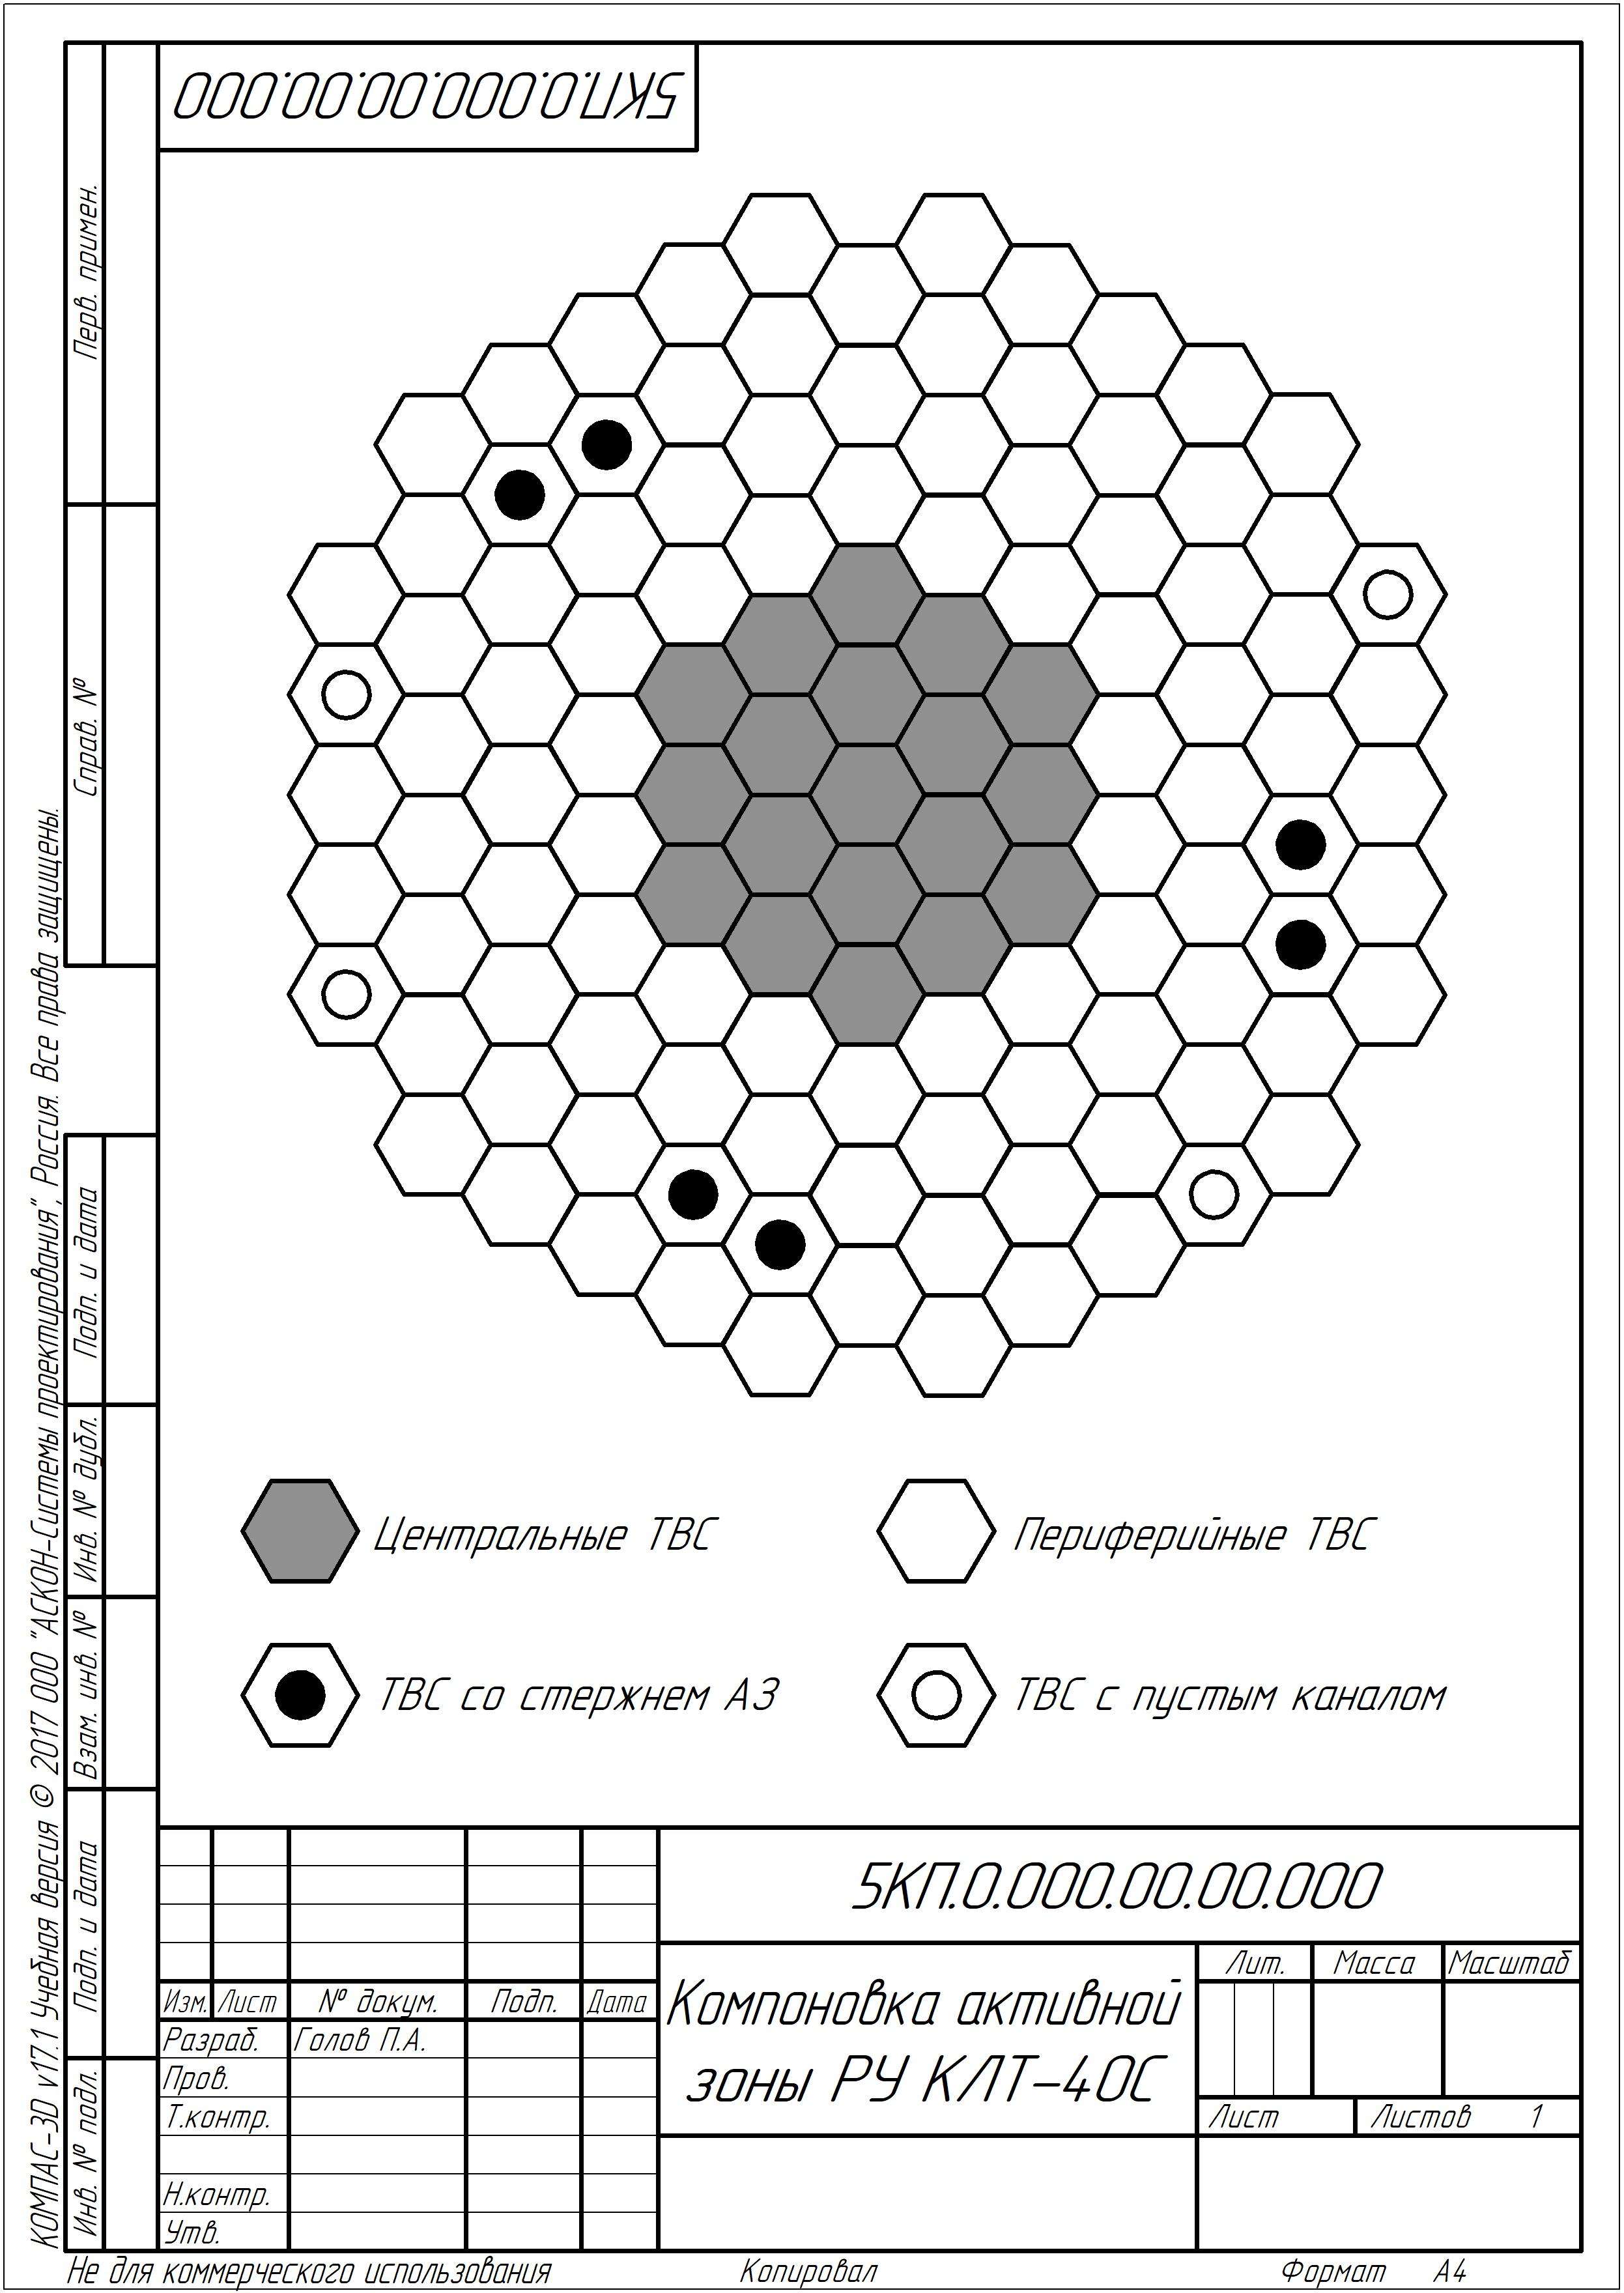 5КП.0.000.00.00.000
Перв. примен.
Справ. №
Подп. и дата
Инв. № дубл.
Взам. инв. №
Подп. и дата
Инв. № подл.
КОМПАС-3D v17.1 Учебная версия © 2017 ООО "АСКОН-Системы проектирования", Россия. Все права защищены.
Центральные ТВС
Периферийные ТВС
ТВС со стержнем АЗ
ТВС с пустым каналом
5КП.0.000.00.00.000
Изм. Лист № докум. Подп. Дата
Разраб. Голов П.А.
Пров.
Т.контр.
Н.контр.
Утв.
Компоновка активной
зоны РУ КЛТ-40С
Лит. Масса Масштаб
Лист Листов 1
Не для коммерческого использования Копировал Формат А4